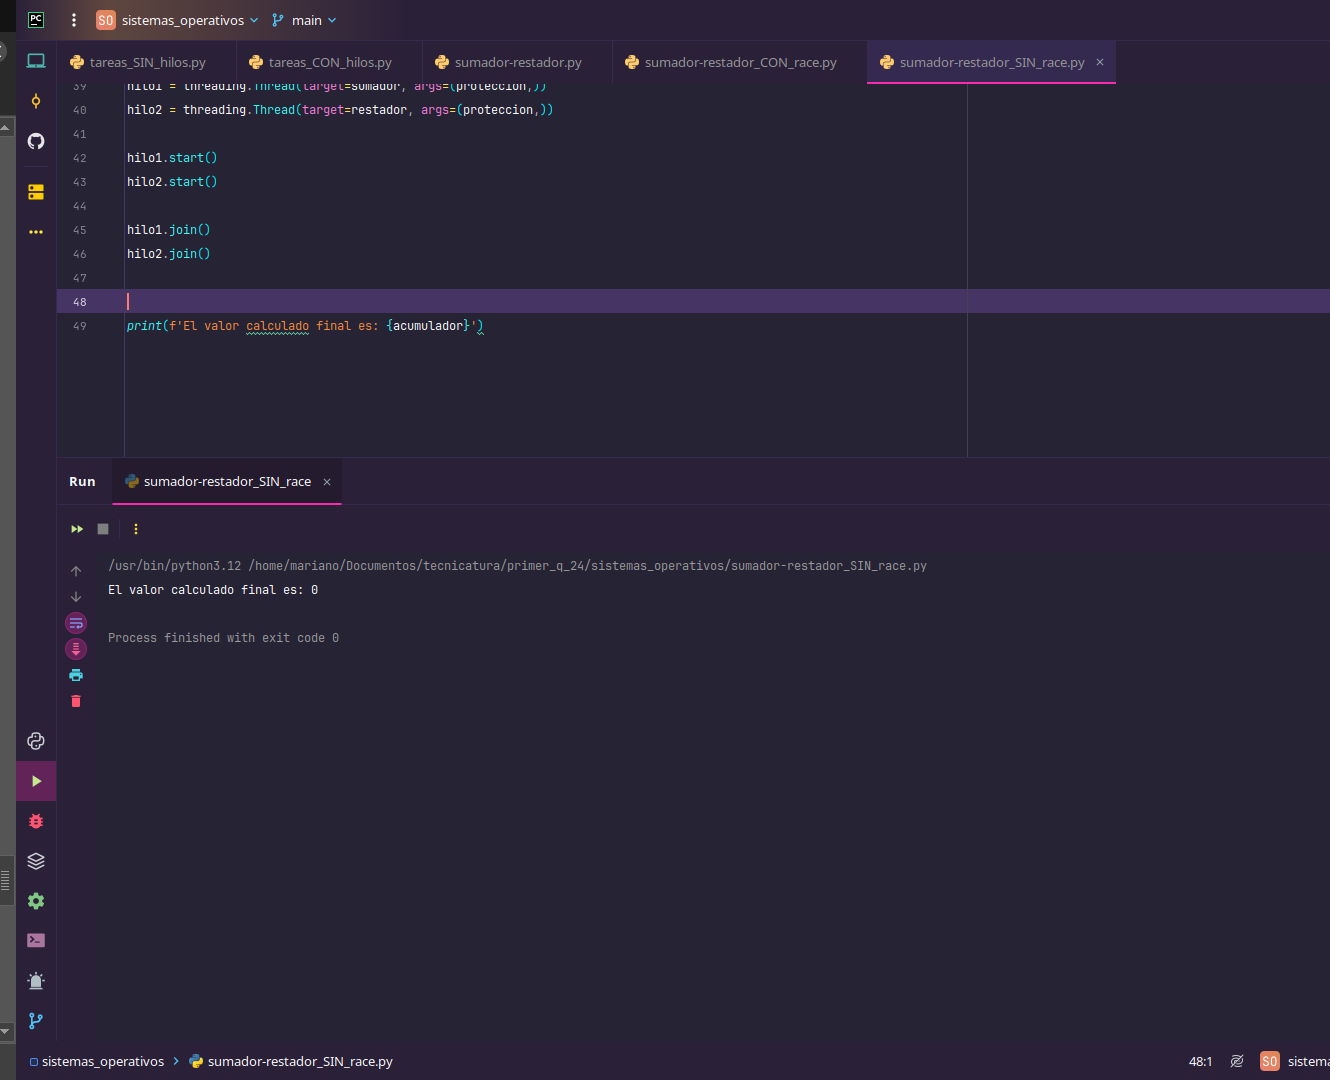 PC SO sistemas_operativos main
tareas_SIN_hilos.py tareas_CON_hilos.py sumador-restador.py sumador-restador_CON_race.py sumador-restador_SIN_race.py
39 hilo1 = threading.Thread(target=sumador, args=(proteccion,))
40 hilo2 = threading.Thread(target=restador, args=(proteccion,))
41
42 hilo1.start()
43 hilo2.start()
44
45 hilo1.join()
46 hilo2.join()
47
48
49 print(f'El valor calculado final es: {acumulador}')
Run sumador-restador_SIN_race
/usr/bin/python3.12 /home/mariano/Documentos/tecnicatura/primer_q_24/sistemas_operativos/sumador-restador_SIN_race.py
El valor calculado final es: 0
Process finished with exit code 0
sistemas_operativos sumador-restador_SIN_race.py 48:1 SO sistema